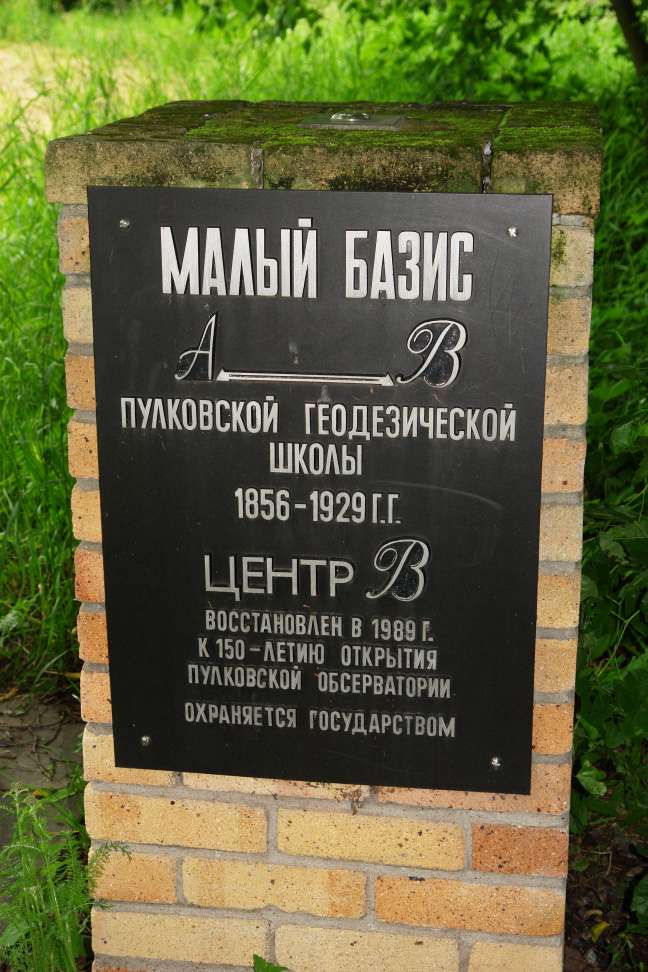 МАЛЫЙ БАЗИС
A B
ПУЛКОВСКОЙ ГЕОДЕЗИЧЕСКОЙ
ШКОЛЫ
1856-1929 Г.Г.
ЦЕНТР B
ВОССТАНОВЛЕН В 1989 Г.
К 150-ЛЕТИЮ ОТКРЫТИЯ
ПУЛКОВСКОЙ ОБСЕРВАТОРИИ
ОХРАНЯЕТСЯ ГОСУДАРСТВОМ